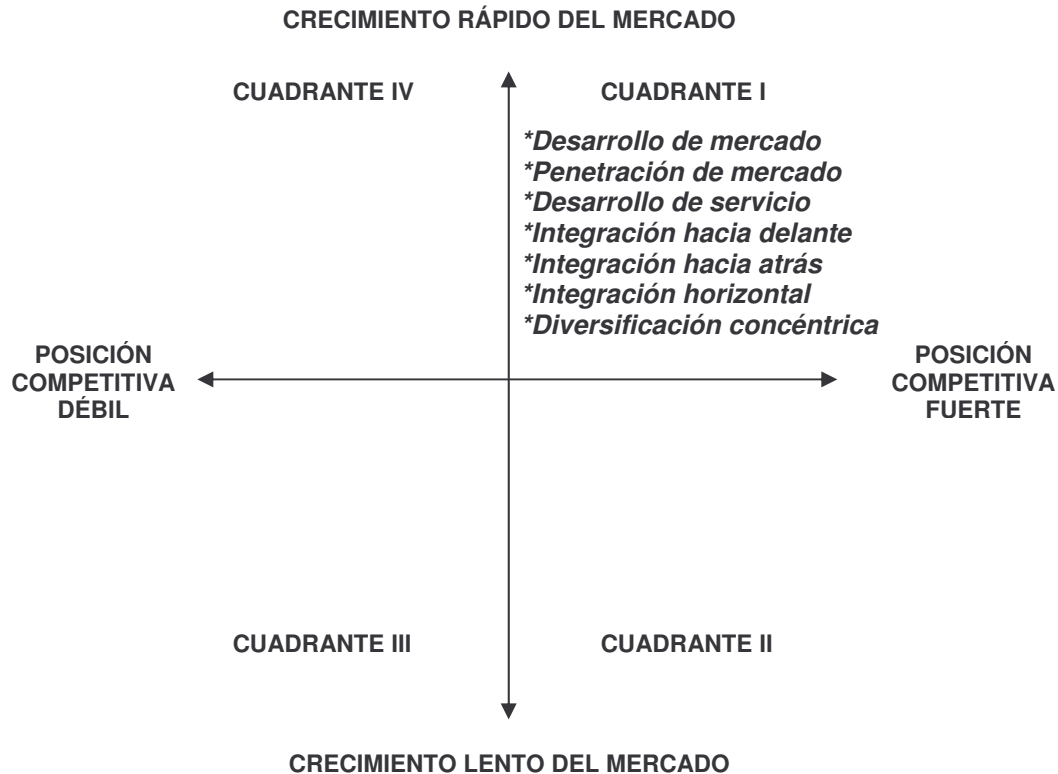 CRECIMIENTO RÁPIDO DEL MERCADO
CUADRANTE IV
CUADRANTE I
*Desarrollo de mercado
*Penetración de mercado
*Desarrollo de servicio
*Integración hacia delante
*Integración hacia atrás
*Integración horizontal
*Diversificación concéntrica
POSICIÓN
COMPETITIVA
DÉBIL
POSICIÓN
COMPETITIVA
FUERTE
CUADRANTE III
CUADRANTE II
CRECIMIENTO LENTO DEL MERCADO